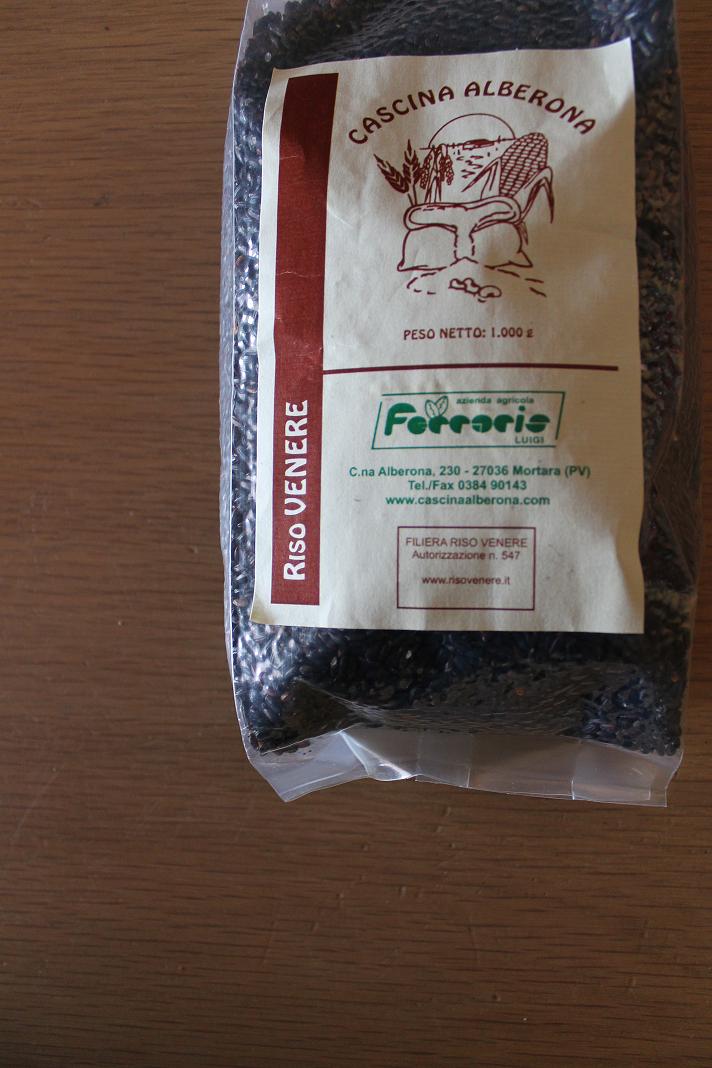 CASCINA ALBERONA
PESO NETTO: 1.000 g
RISO VENERE
azienda agricola
Ferraris
LUIGI
C.na Alberona, 230 - 27036 Mortara (PV)
Tel./Fax 0384 90143
www.cascinaalberona.com
FILIERA RISO VENERE
Autorizzazione n. 547
www.risovenere.it